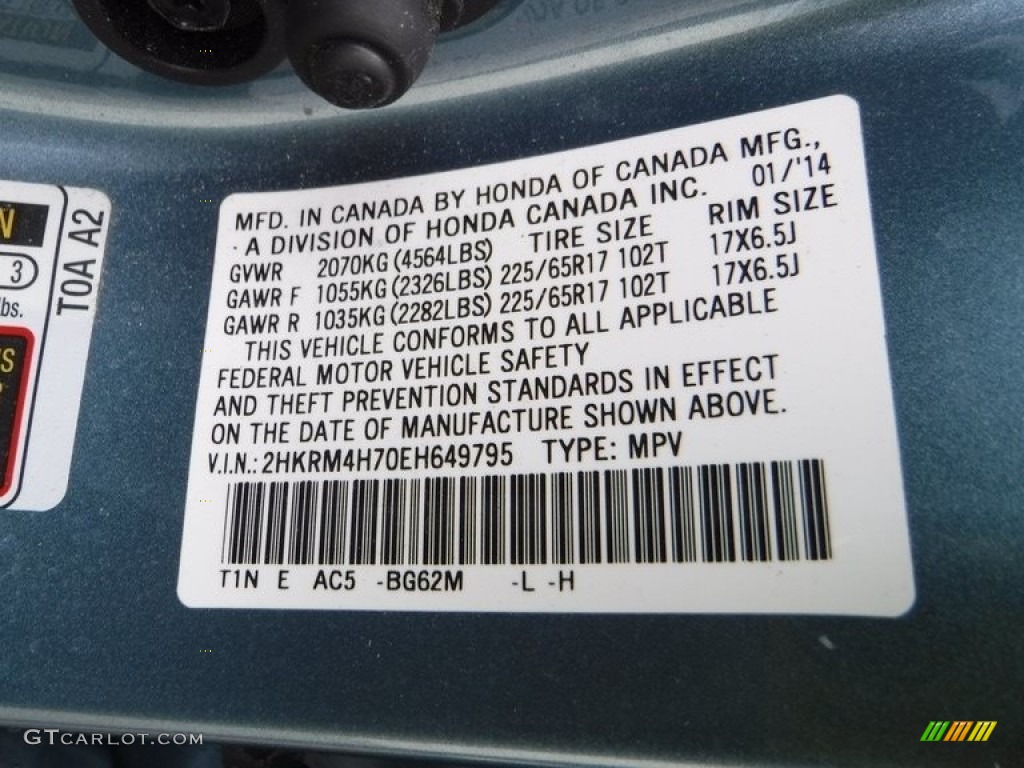 MFD. IN CANADA BY HONDA OF CANADA MFG.,
A DIVISION OF HONDA CANADA INC. 01/'14
GVWR 2070KG (4564LBS) TIRE SIZE RIM SIZE
GAWR F 1055KG (2326LBS) 225/65R17 102T 17X6.5J
GAWR R 1035KG (2282LBS) 225/65R17 102T 17X6.5J
THIS VEHICLE CONFORMS TO ALL APPLICABLE
FEDERAL MOTOR VEHICLE SAFETY
AND THEFT PREVENTION STANDARDS IN EFFECT
ON THE DATE OF MANUFACTURE SHOWN ABOVE.
V.I.N.: 2HKRM4H70EH649795 TYPE: MPV
T1N E AC5 -BG62M -L -H
N
3
lbs.
T0A A2
GTCARLOT.COM